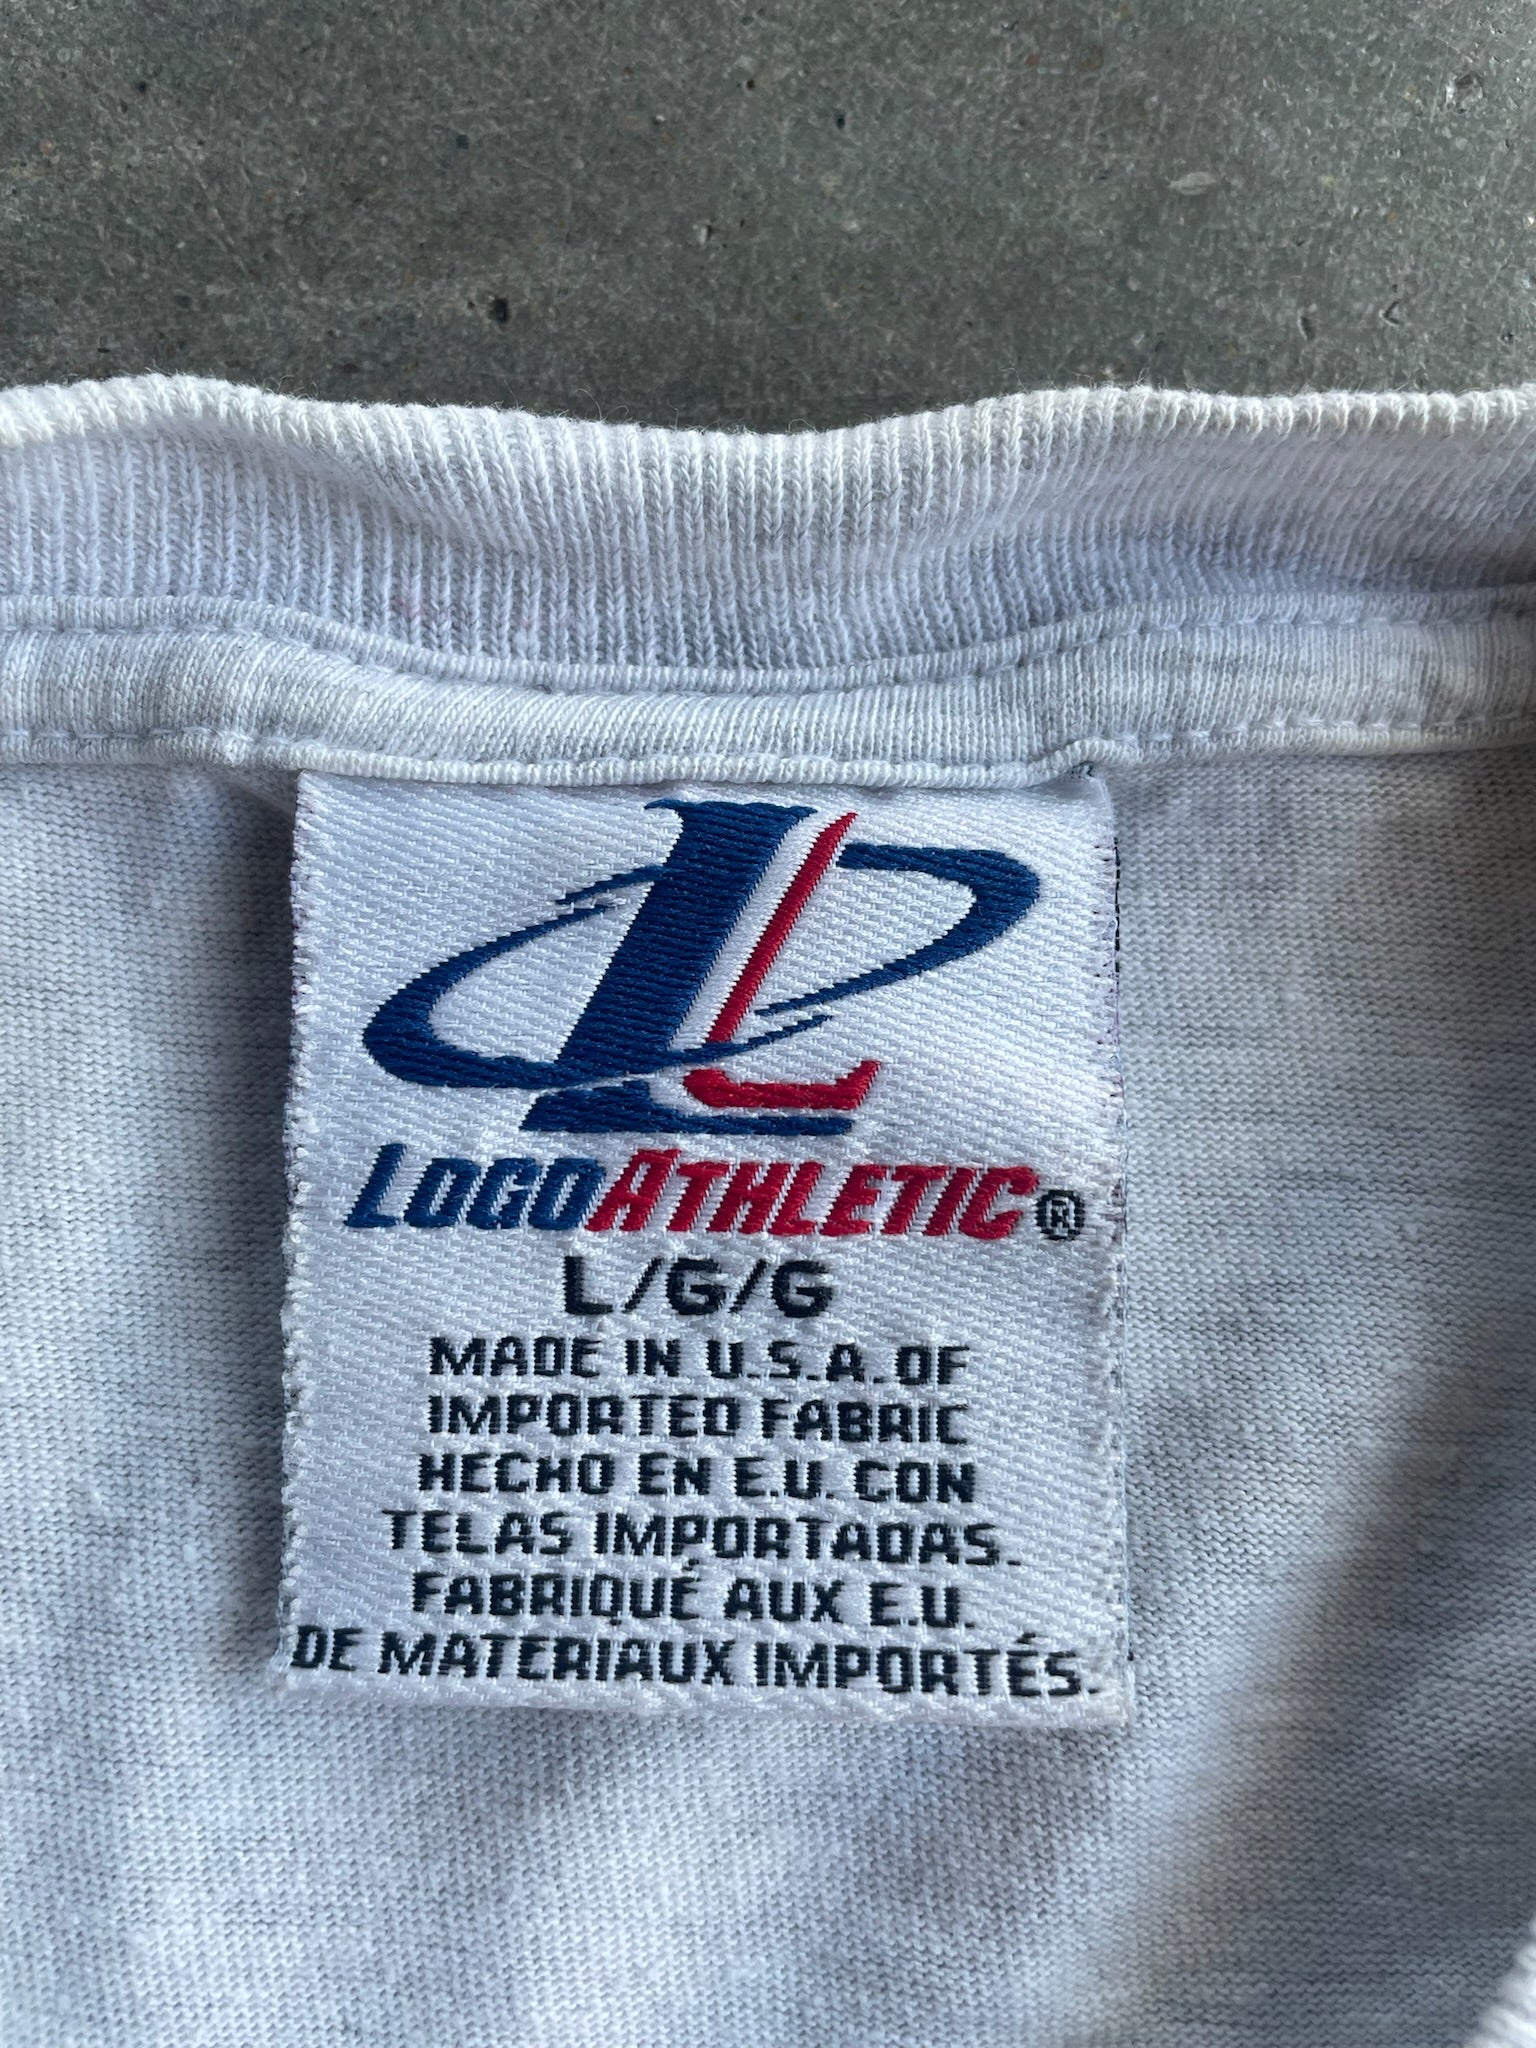 L
LOGOATHLETIC®
L/G/G
MADE IN U.S.A. OF
IMPORTED FABRIC
HECHO EN E.U. CON
TELAS IMPORTADAS.
FABRIQUÉ AUX E.U.
DE MATERIAUX IMPORTÉS.